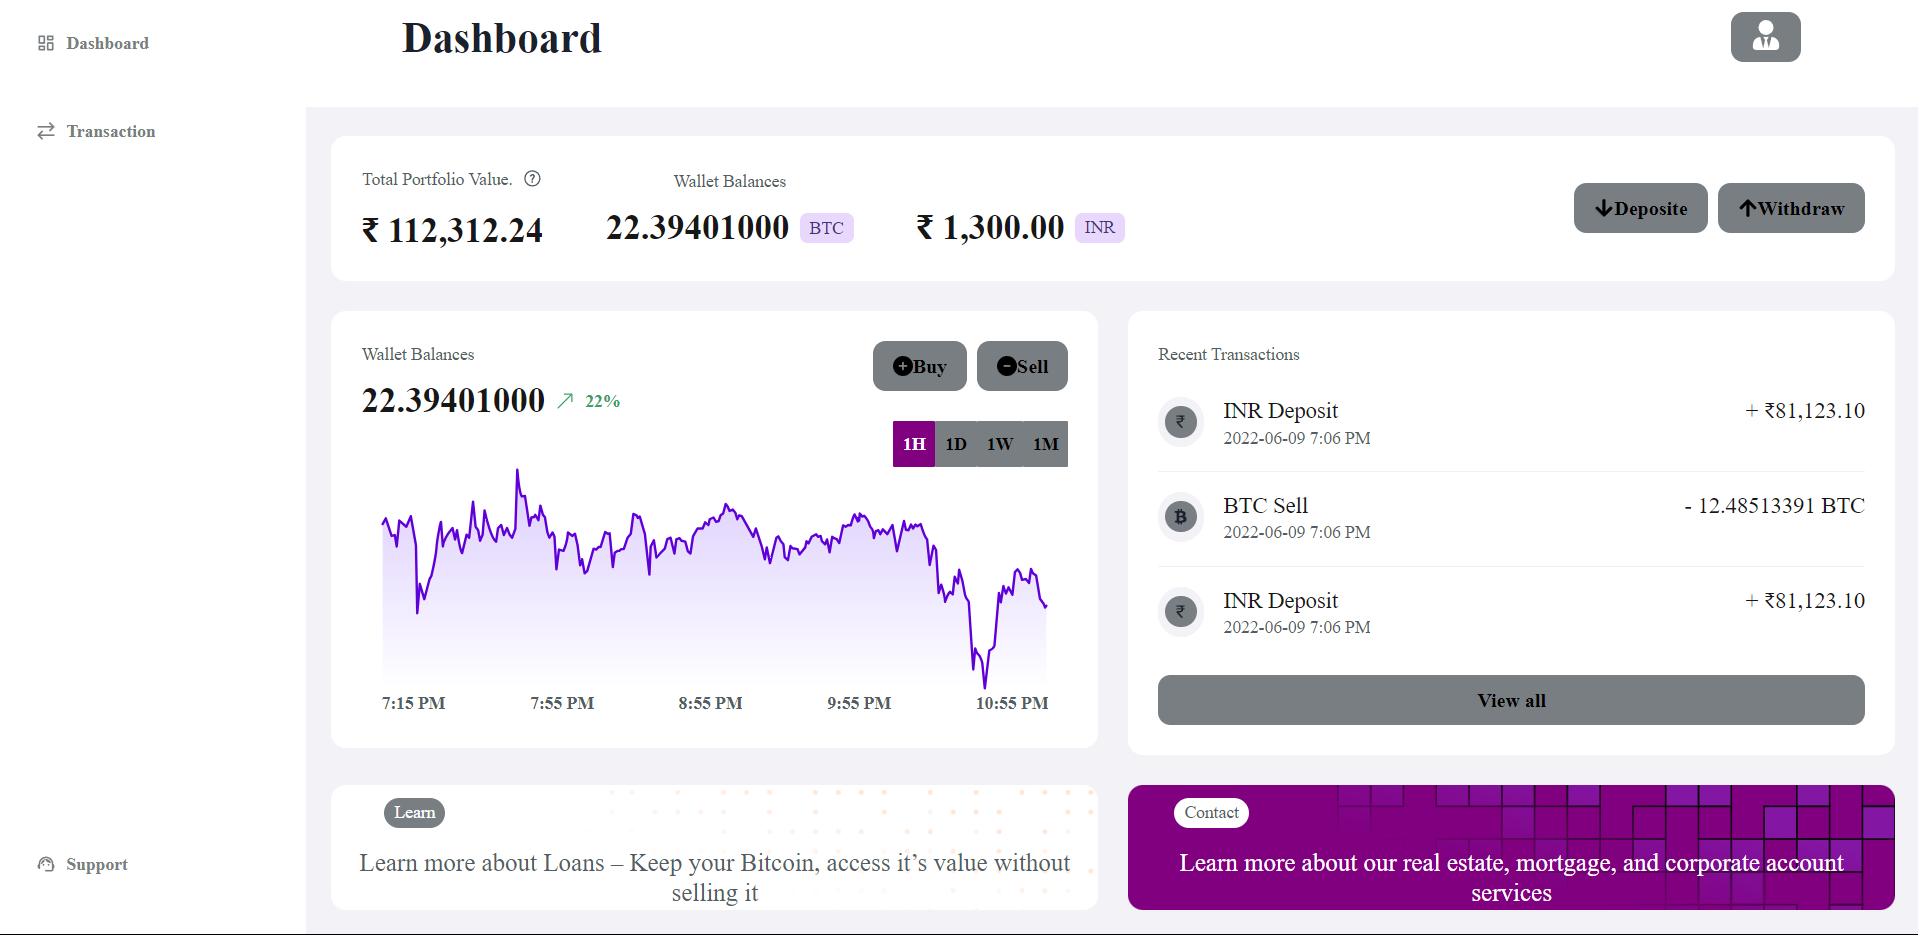 Dashboard
Dashboard
Transaction
Support
Total Portfolio Value.
₹ 112,312.24
Wallet Balances
22.39401000 BTC
₹ 1,300.00 INR
Deposite
Withdraw
Wallet Balances
22.39401000 22%
Buy
Sell
1H 1D 1W 1M
7:15 PM 7:55 PM 8:55 PM 9:55 PM 10:55 PM
Recent Transactions
INR Deposit + ₹81,123.10
2022-06-09 7:06 PM
BTC Sell - 12.48513391 BTC
2022-06-09 7:06 PM
INR Deposit + ₹81,123.10
2022-06-09 7:06 PM
View all
Learn
Learn more about Loans – Keep your Bitcoin, access it’s value without
selling it
Contact
Learn more about our real estate, mortgage, and corporate account
services